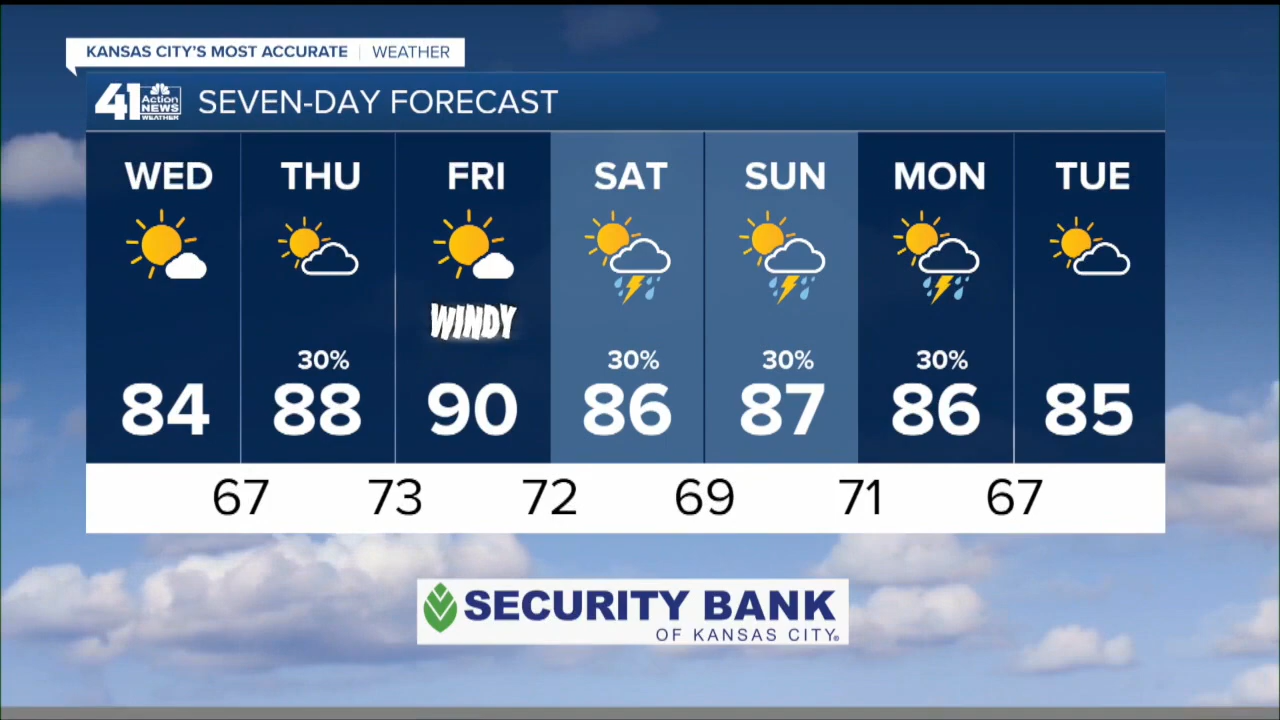 KANSAS CITY'S MOST ACCURATE | WEATHER
41 Action NEWS WEATHER SEVEN-DAY FORECAST
WED THU FRI SAT SUN MON TUE
WINDY
30% 30% 30% 30%
84 88 90 86 87 86 85
67 73 72 69 71 67
SECURITY BANK
OF KANSAS CITY®